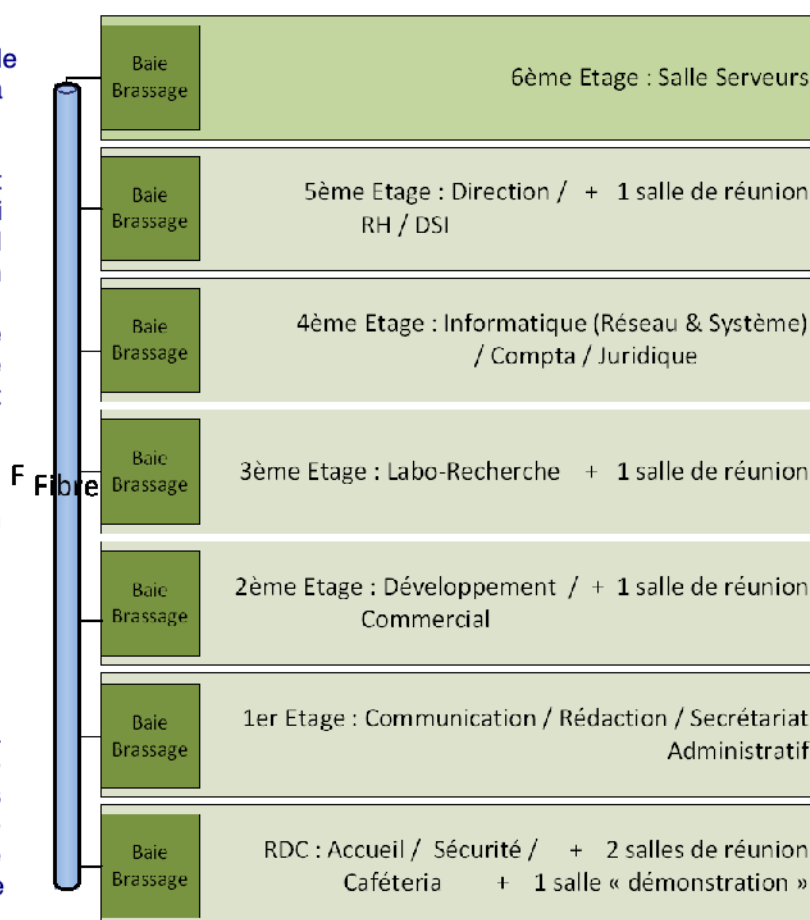 Baie
Brassage
6ème Etage : Salle Serveurs
Baie
Brassage
5ème Etage : Direction / + 1 salle de réunion
RH / DSI
Baie
Brassage
4ème Etage : Informatique (Réseau & Système)
/ Compta / Juridique
F Fibre
Baie
Brassage
3ème Etage : Labo-Recherche + 1 salle de réunion
Baie
Brassage
2ème Etage : Développement / + 1 salle de réunion
Commercial
Baie
Brassage
1er Etage : Communication / Rédaction / Secrétariat
Administratif
Baie
Brassage
RDC : Accueil / Sécurité / + 2 salles de réunion
Caféteria + 1 salle « démonstration »